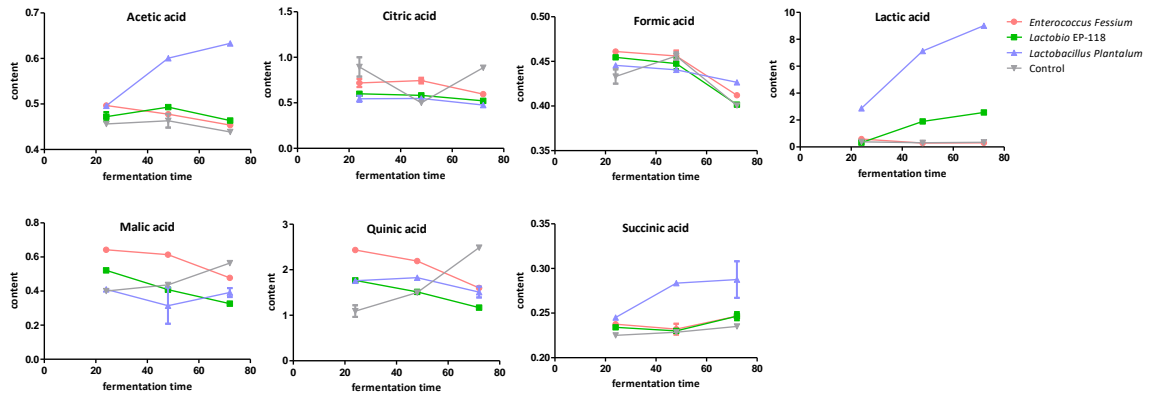 Acetic acid
0.7
0.6
0.5
0.4
content
0 20 40 60 80
fermentation time
Citric acid
1.5
1.0
0.5
0.0
content
0 20 40 60 80
fermentation time
Formic acid
0.50
0.45
0.40
0.35
content
0 20 40 60 80
fermentation time
Lactic acid
10
8
6
4
2
0
content
0 20 40 60 80
fermentation time
Enterococcus Fessium
Lactobio EP-118
Lactobacillus Plantalum
Control
Malic acid
0.8
0.6
0.4
0.2
0.0
content
0 20 40 60 80
fermentation time
Quinic acid
3
2
1
0
content
0 20 40 60 80
fermentation time
Succinic acid
0.35
0.30
0.25
0.20
content
0 20 40 60 80
fermentation time